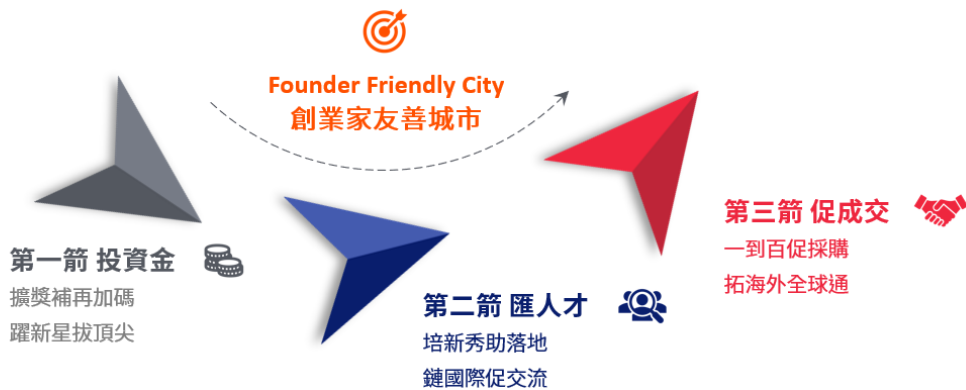 Founder Friendly City
創業家友善城市
第一箭 投資金
擴獎補再加碼
躍新星拔頂尖
第二箭 匯人才
培新秀助落地
鏈國際促交流
第三箭 促成交
一到百促採購
拓海外全球通